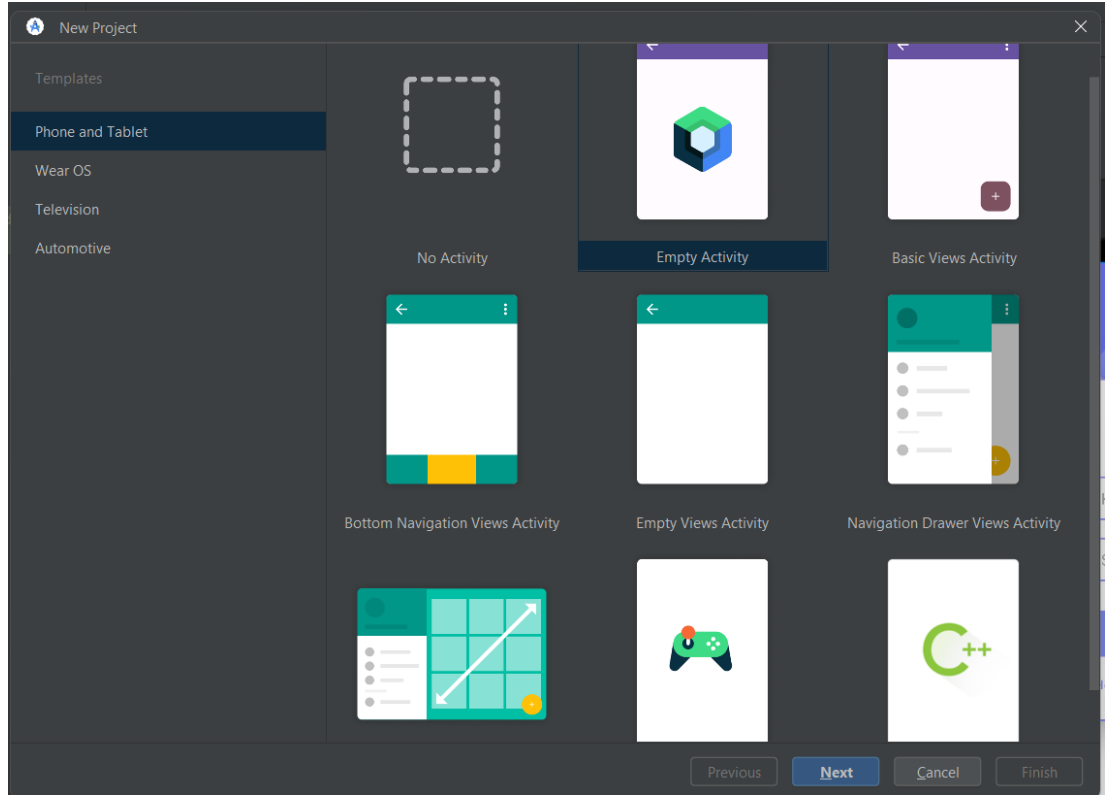 New Project
Templates
Phone and Tablet
Wear OS
Television
Automotive
No Activity
Empty Activity
Basic Views Activity
Bottom Navigation Views Activity
Empty Views Activity
Navigation Drawer Views Activity
C++
Previous
Next
Cancel
Finish